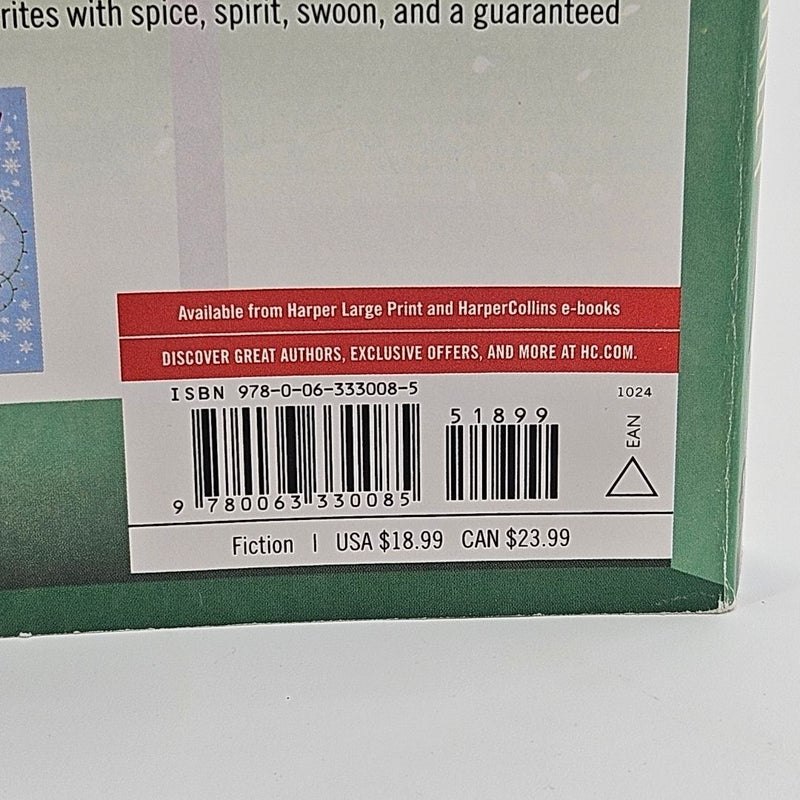 rites with spice, spirit, swoon, and a guaranteed
Available from Harper Large Print and HarperCollins e-books
DISCOVER GREAT AUTHORS, EXCLUSIVE OFFERS, AND MORE AT HC.COM.
ISBN 978-0-06-333008-5
51899
1024
EAN
9 780063 330085
Fiction | USA $18.99 CAN $23.99